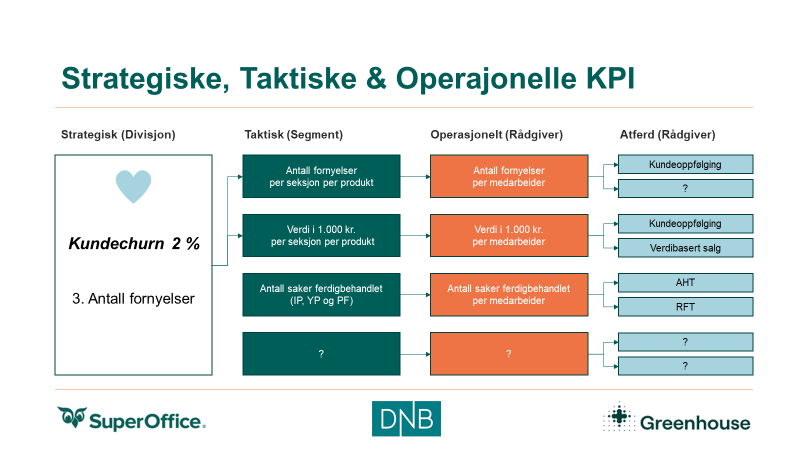 Strategiske, Taktiske & Operajonelle KPI
Strategisk (Divisjon)
Taktisk (Segment)
Operasjonelt (Rådgiver)
Atferd (Rådgiver)
Kundechurn 2 %
3. Antall fornyelser
Antall fornyelser
per seksjon per produkt
Antall fornyelser
per medarbeider
Kundeoppfølging
?
Verdi i 1.000 kr.
per seksjon per produkt
Verdi i 1.000 kr.
per medarbeider
Kundeoppfølging
Verdibasert salg
Antall saker ferdigbehandlet
(IP, YP og PF)
Antall saker ferdigbehandlet
per medarbeider
AHT
RFT
?
?
?
?
SuperOffice.
DNB
Greenhouse